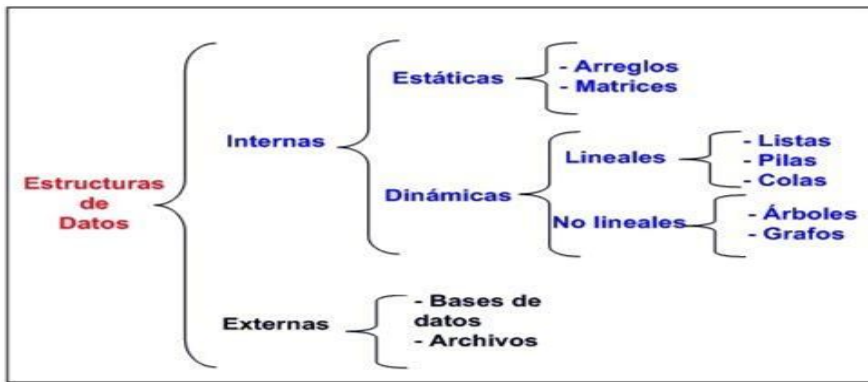 Estructuras
de
Datos
Internas
Estáticas
- Arreglos
- Matrices
Dinámicas
Lineales
- Listas
- Pilas
- Colas
No lineales
- Árboles
- Grafos
Externas
- Bases de
datos
- Archivos